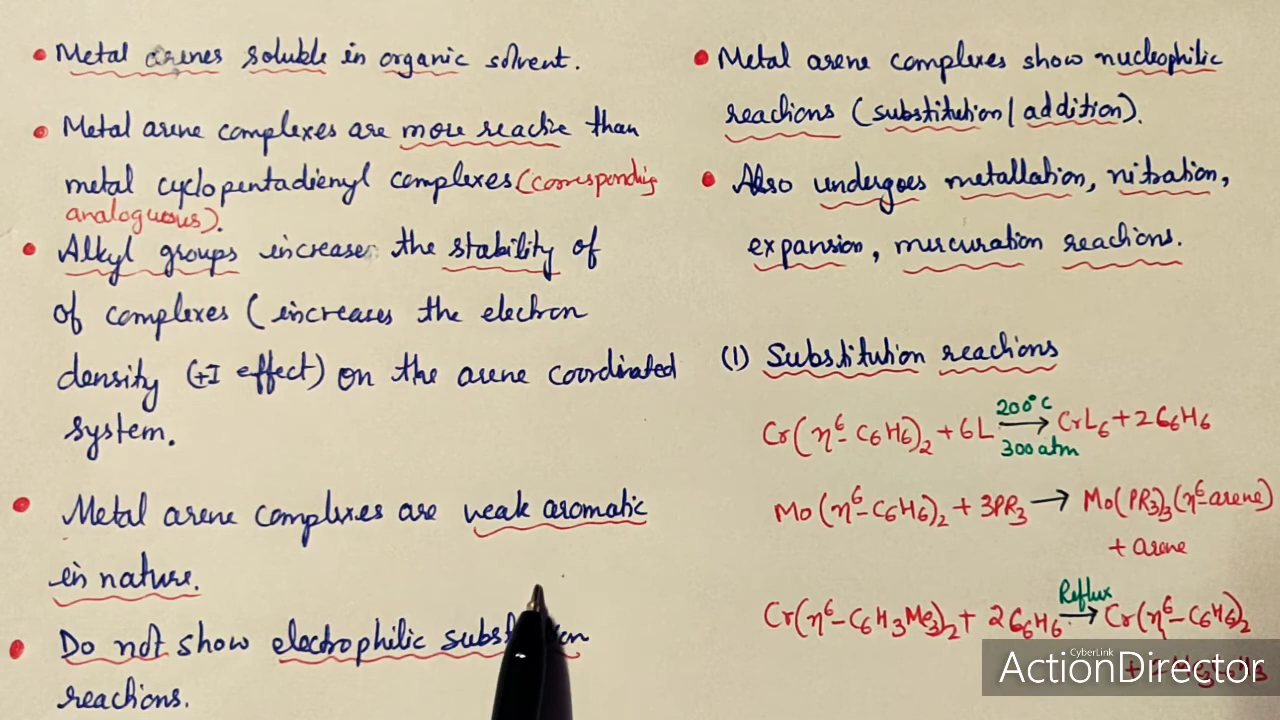 • Metal arenes soluble in organic solvent.
• Metal arene complexes are more reactive than
metal cyclopentadienyl complexes (corresponding
analoguous).
• Alkyl groups increase the stability of
of complexes (increases the electron
density (+I effect) on the arene coordinated
system.
• Metal arene complexes are weak aromatic
in nature.
• Do not show electrophilic substitution
reactions.
• Metal arene complexes show nucleophilic
reactions (substitution/addition).
• Also undergoes metallation, nitration,
expansion, mercuration reactions.
(1) Substitution reactions
Cr(η⁶-C6H6)2 + 6L 200°C → 300atm CrL6 + 2C6H6
Mo(η⁶-C6H6)2 + 3PR3 → Mo(PR3)3(η⁶-arene)
+ arene
Cr(η⁶-C6H3Me3)2 + 2C6H6 Reflux → Cr(η⁶-C6H6)2
CyberLink
ActionDirector